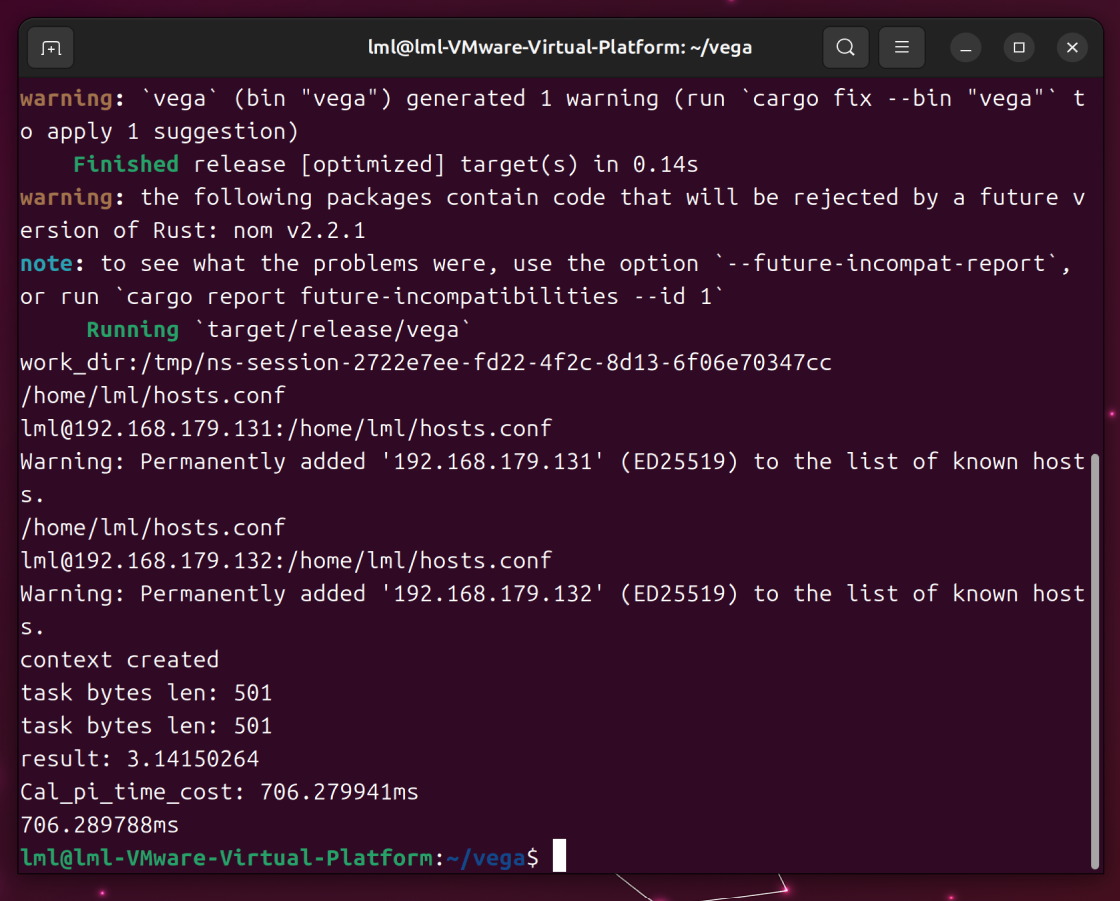 lml@lml-VMware-Virtual-Platform: ~/vega
warning: `vega` (bin "vega") generated 1 warning (run `cargo fix --bin "vega"` t
o apply 1 suggestion)
    Finished release [optimized] target(s) in 0.14s
warning: the following packages contain code that will be rejected by a future v
ersion of Rust: nom v2.2.1
note: to see what the problems were, use the option `--future-incompat-report`,
or run `cargo report future-incompatibilities --id 1`
     Running `target/release/vega`
work_dir:/tmp/ns-session-2722e7ee-fd22-4f2c-8d13-6f06e70347cc
/home/lml/hosts.conf
lml@192.168.179.131:/home/lml/hosts.conf
Warning: Permanently added '192.168.179.131' (ED25519) to the list of known host
s.
/home/lml/hosts.conf
lml@192.168.179.132:/home/lml/hosts.conf
Warning: Permanently added '192.168.179.132' (ED25519) to the list of known host
s.
context created
task bytes len: 501
task bytes len: 501
result: 3.14150264
Cal_pi_time_cost: 706.279941ms
706.289788ms
lml@lml-VMware-Virtual-Platform:~/vega$